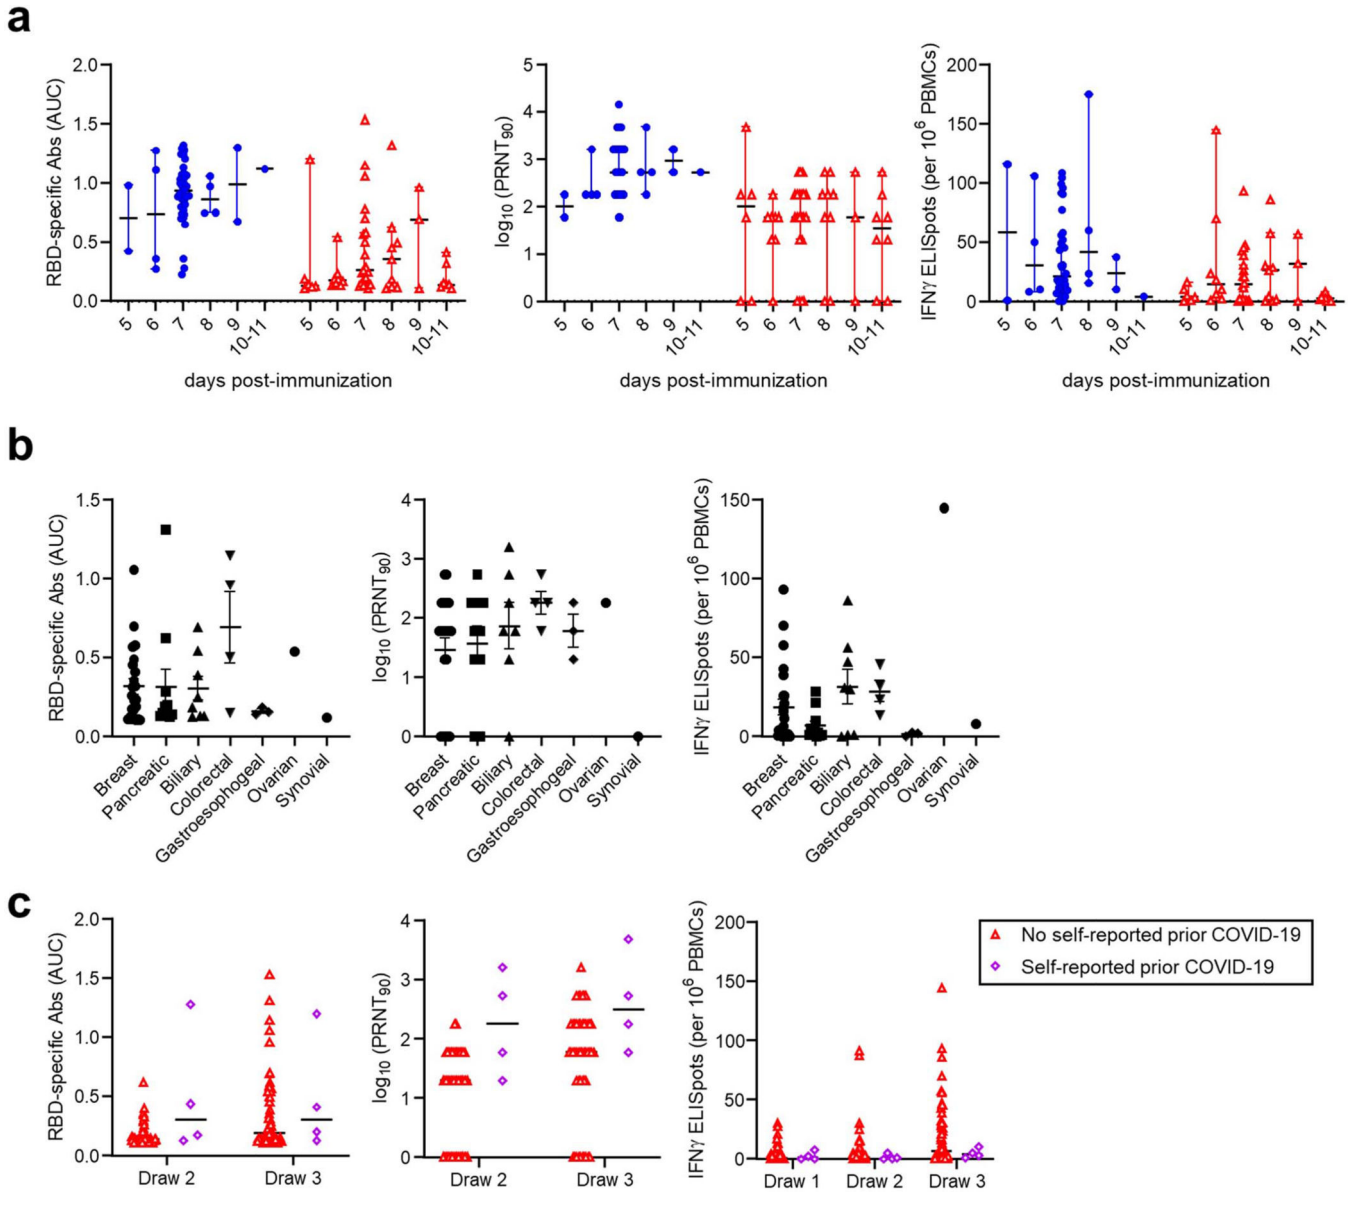 a
RBD-specific Abs (AUC)
2.0
1.5
1.0
0.5
0.0
5 6 7 8 9 10-11 5 6 7 8 9 10-11
days post-immunization
log10 (PRNT90)
5
4
3
2
1
0
5 6 7 8 9 10-11 5 6 7 8 9 10-11
days post-immunization
IFNγ ELISpots (per 10⁶ PBMCs)
200
150
100
50
0
5 6 7 8 9 10-11 5 6 7 8 9 10-11
days post-immunization
b
RBD-specific Abs (AUC)
1.5
1.0
0.5
0.0
Breast
Pancreatic
Biliary
Colorectal
Gastroesophogeal
Ovarian
Synovial
log10 (PRNT90)
4
3
2
1
0
Breast
Pancreatic
Biliary
Colorectal
Gastroesophogeal
Ovarian
Synovial
IFNγ ELISpots (per 10⁶ PBMCs)
150
100
50
0
Breast
Pancreatic
Biliary
Colorectal
Gastroesophogeal
Ovarian
Synovial
c
RBD-specific Abs (AUC)
2.0
1.5
1.0
0.5
0.0
Draw 2 Draw 3
log10 (PRNT90)
4
3
2
1
0
Draw 2 Draw 3
IFNγ ELISpots (per 10⁶ PBMCs)
200
150
100
50
0
Draw 1 Draw 2 Draw 3
No self-reported prior COVID-19
Self-reported prior COVID-19